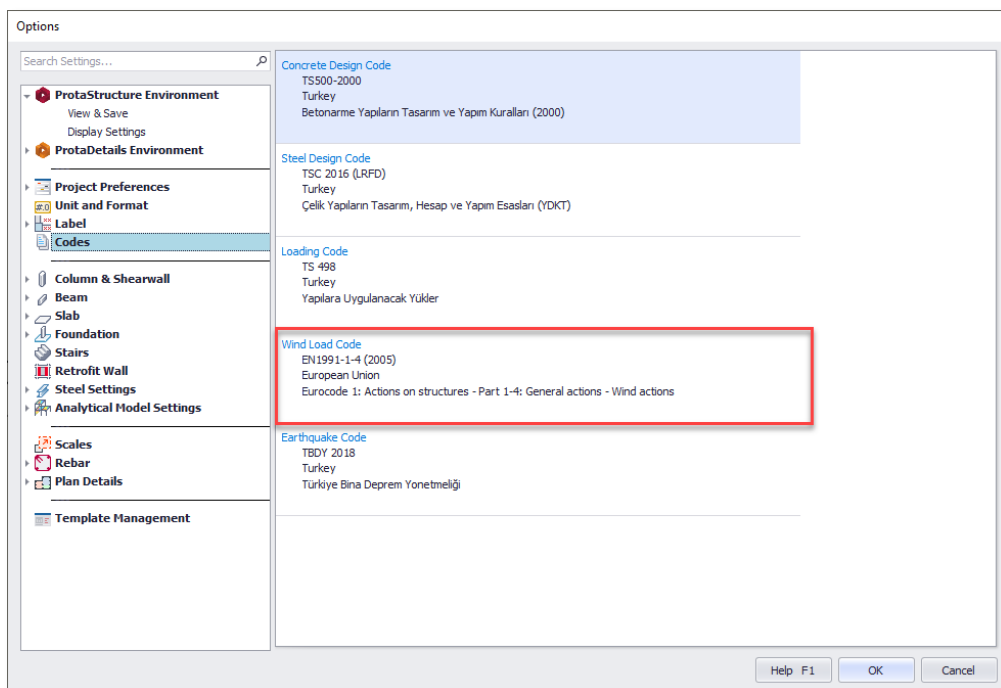 Options
Search Settings...
ProtaStructure Environment
View & Save
Display Settings
ProtaDetails Environment
Project Preferences
#.0 Unit and Format
Label
Codes
Column & Shearwall
Beam
Slab
Foundation
Stairs
Retrofit Wall
Steel Settings
Analytical Model Settings
Scales
Rebar
Plan Details
Template Management
Concrete Design Code
TS500-2000
Turkey
Betonarme Yapıların Tasarım ve Yapım Kuralları (2000)
Steel Design Code
TSC 2016 (LRFD)
Turkey
Çelik Yapıların Tasarım, Hesap ve Yapım Esasları (YDKT)
Loading Code
TS 498
Turkey
Yapılara Uygulanacak Yükler
Wind Load Code
EN1991-1-4 (2005)
European Union
Eurocode 1: Actions on structures - Part 1-4: General actions - Wind actions
Earthquake Code
TBDY 2018
Turkey
Türkiye Bina Deprem Yonetmeliği
Help F1
OK
Cancel